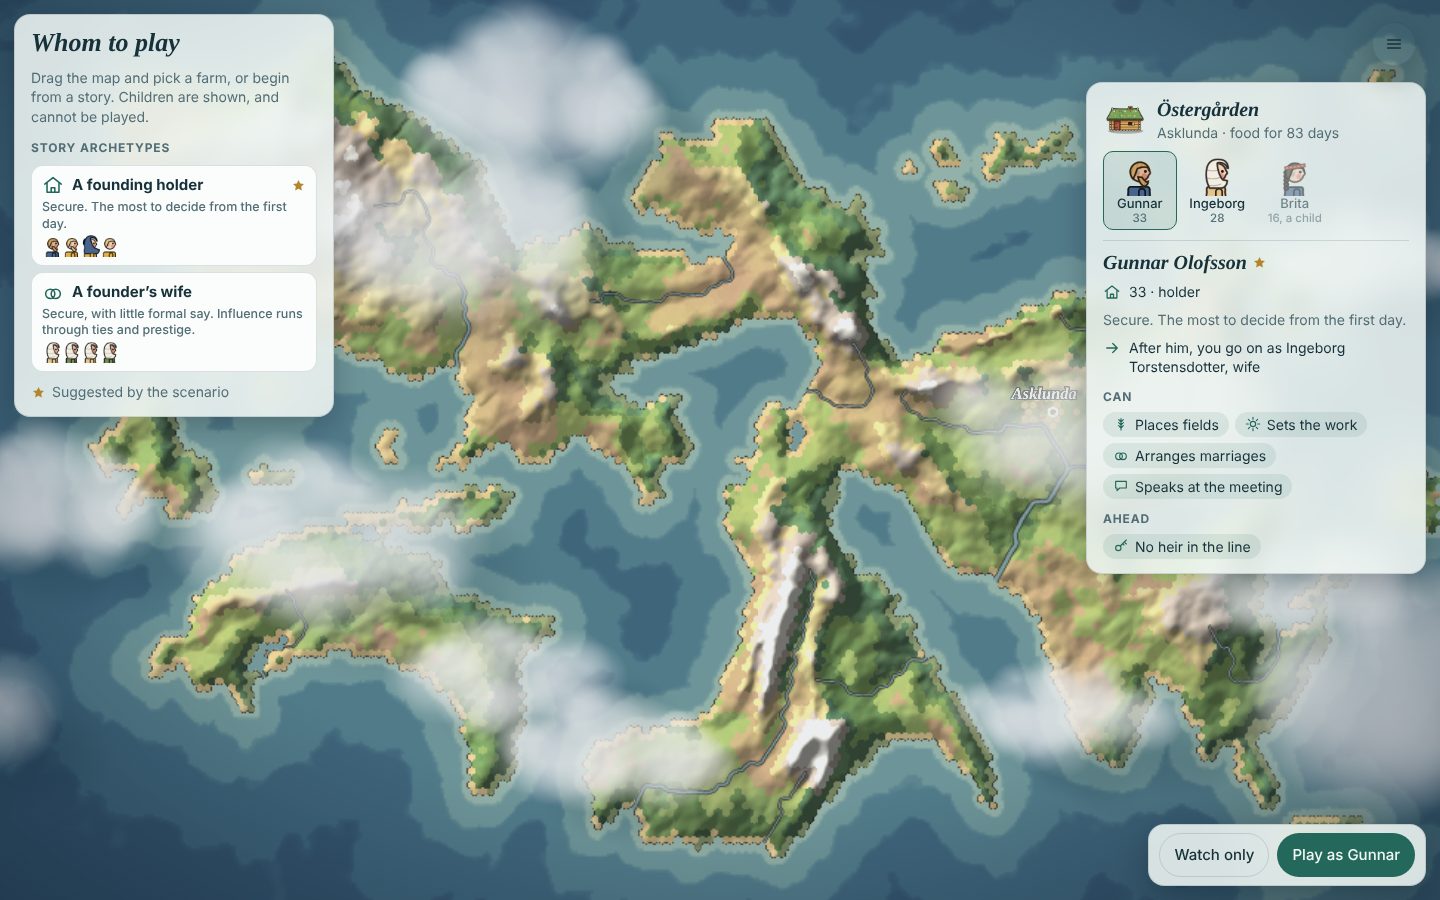 Whom to play
Drag the map and pick a farm, or begin
from a story. Children are shown, and
cannot be played.
STORY ARCHETYPES
A founding holder
Secure. The most to decide from the first
day.
A founder’s wife
Secure, with little formal say. Influence runs
through ties and prestige.
Suggested by the scenario
Asklunda
Östergården
Asklunda · food for 83 days
Gunnar
33
Ingeborg
28
Brita
16, a child
Gunnar Olofsson
33 · holder
Secure. The most to decide from the first day.
After him, you go on as Ingeborg
Torstensdotter, wife
CAN
Places fields
Sets the work
Arranges marriages
Speaks at the meeting
AHEAD
No heir in the line
Watch only
Play as Gunnar